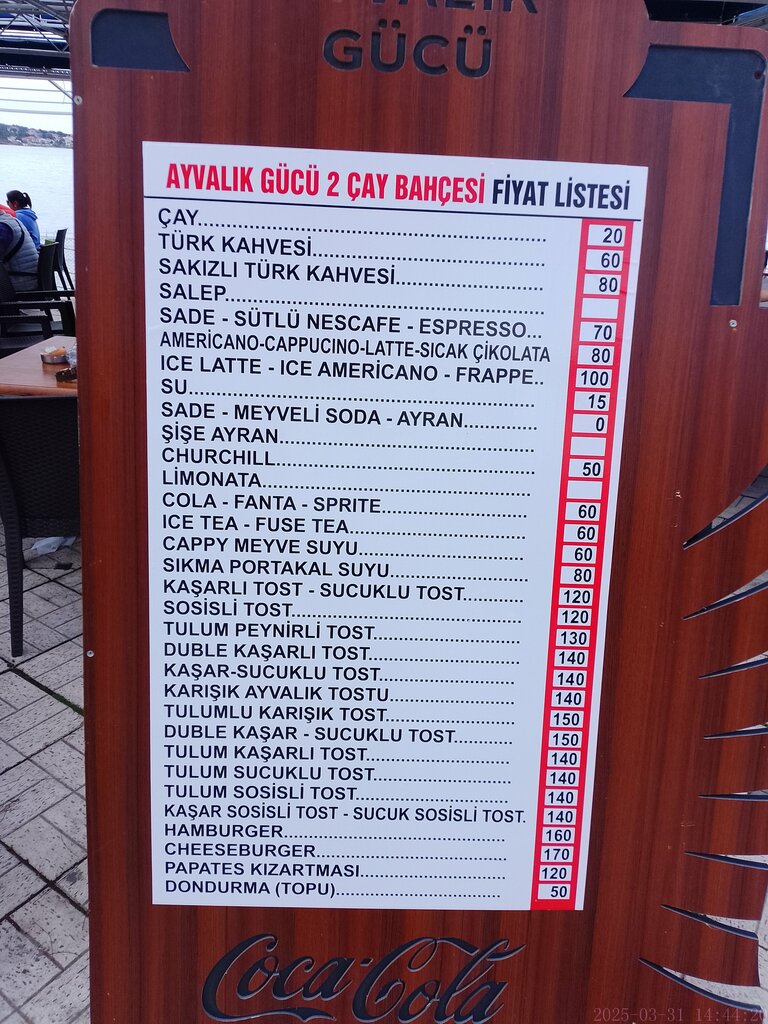 VALIK
GÜCÜ
AYVALIK GÜCÜ 2 ÇAY BAHÇESİ FİYAT LİSTESİ
ÇAY........ 20
TÜRK KAHVESİ........ 60
SAKIZLI TÜRK KAHVESİ........ 80
SALEP........
SADE - SÜTLÜ NESCAFE - ESPRESSO... 70
AMERİCANO-CAPPUCINO-LATTE-SICAK ÇİKOLATA 80
ICE LATTE - ICE AMERİCANO - FRAPPE.. 100
SU........ 15
SADE - MEYVELİ SODA - AYRAN........ 0
ŞİŞE AYRAN........
CHURCHILL........ 50
LİMONATA........
COLA - FANTA - SPRITE........ 60
ICE TEA - FUSE TEA........ 60
CAPPY MEYVE SUYU........ 60
SIKMA PORTAKAL SUYU........ 80
KAŞARLI TOST - SUCUKLU TOST........ 120
SOSİSLİ TOST........ 120
TULUM PEYNİRLİ TOST........ 130
DUBLE KAŞARLI TOST........ 140
KAŞAR-SUCUKLU TOST........ 140
KARIŞIK AYVALIK TOSTU........ 140
TULUMLU KARIŞIK TOST........ 150
DUBLE KAŞAR - SUCUKLU TOST........ 150
TULUM KAŞARLI TOST........ 140
TULUM SUCUKLU TOST........ 140
TULUM SOSİSLİ TOST........ 140
KAŞAR SOSİSLİ TOST - SUCUK SOSİSLİ TOST. 140
HAMBURGER........ 160
CHEESEBURGER........ 170
PAPATES KIZARTMASI........ 120
DONDURMA (TOPU)........ 50
Coca-Cola
2025-03-31 14:44:20